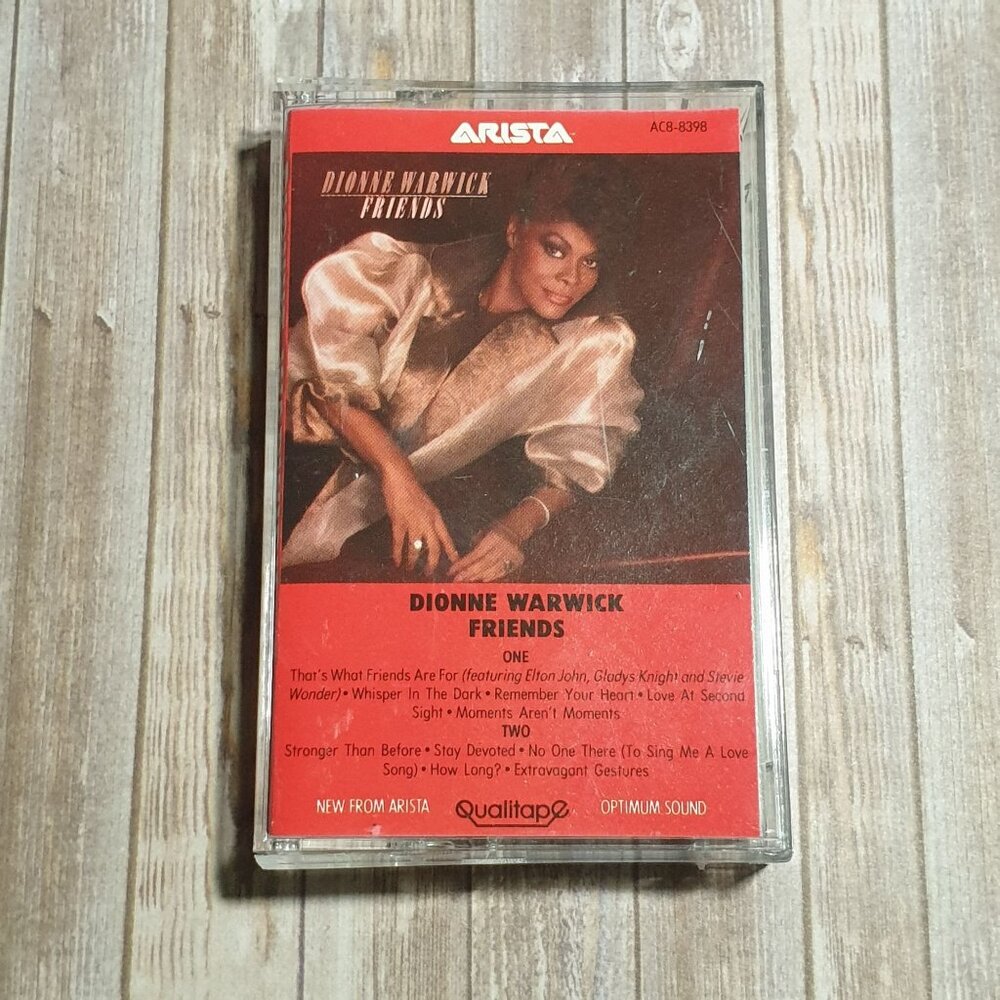 ARISTA
AC8-8398
DIONNE WARWICK
FRIENDS
DIONNE WARWICK
FRIENDS
ONE
That's What Friends Are For (featuring Elton John, Gladys Knight and Stevie
Wonder) • Whisper In The Dark • Remember Your Heart • Love At Second
Sight • Moments Aren't Moments
TWO
Stronger Than Before • Stay Devoted • No One There (To Sing Me A Love
Song) • How Long? • Extravagant Gestures
NEW FROM ARISTA Qualitape OPTIMUM SOUND